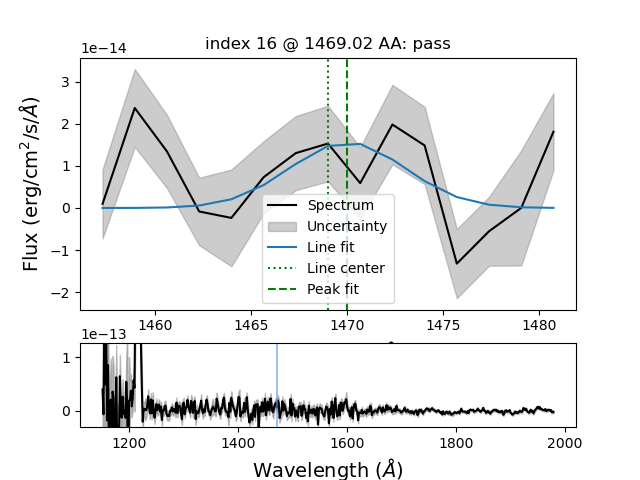 index 16 @ 1469.02 AA: pass
1e−14
3
2
1
0
−1
−2
Flux (erg/cm²/s/Å)
Spectrum
Uncertainty
Line fit
Line center
Peak fit
1460 1465 1470 1475 1480
1e−13
1
0
1200 1400 1600 1800 2000
Wavelength (Å)